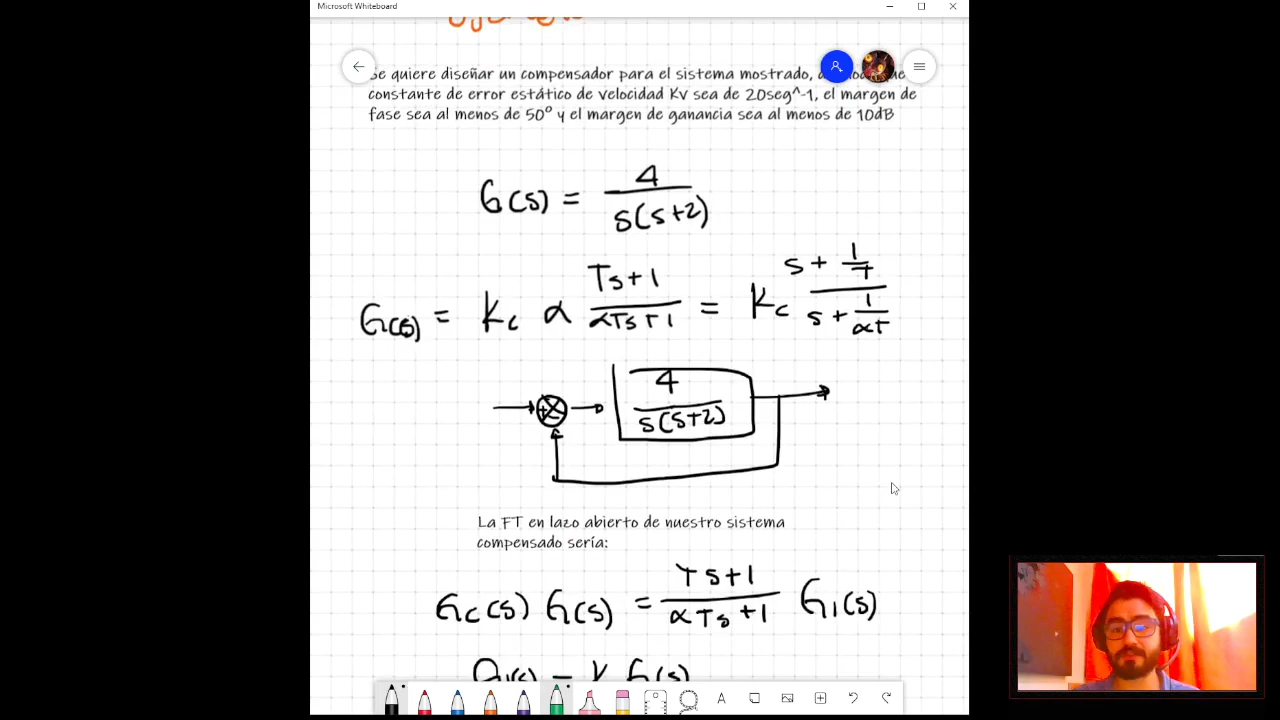 Microsoft Whiteboard
Se quiere diseñar un compensador para el sistema mostrado, de
constante de error estático de velocidad Kv sea de 20seg^-1, el margen de
fase sea al menos de 50° y el margen de ganancia sea al menos de 10dB
G(s) = 4 / s(s+2)
G(s) = Kc α Ts+1 / αTs+1 = Kc s + 1/T / s + 1/αT
4 / s(s+2)
La FT en lazo abierto de nuestro sistema
compensado sería:
Gc(s) G(s) = Ts+1 / αTs+1 G1(s)
G1(s) = K G(s)
A